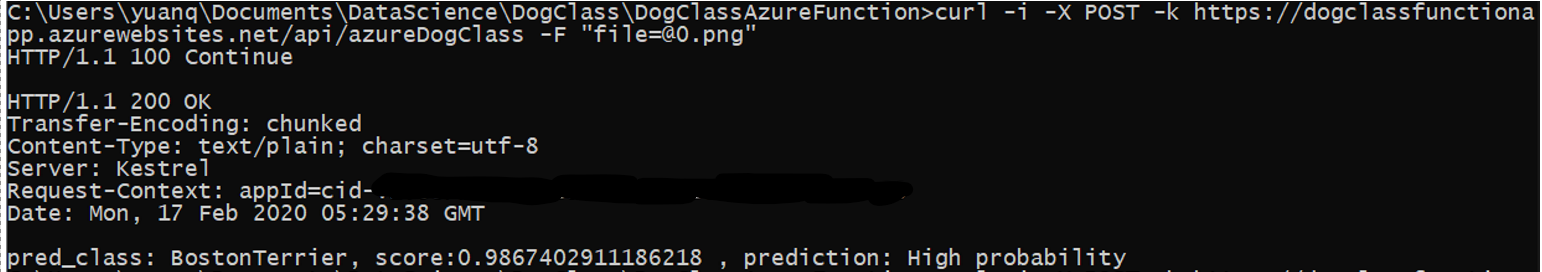 C:\Users\yuanq\Documents\DataScience\DogClass\DogClassAzureFunction>curl -i -X POST -k https://dogclassfunctiona
pp.azurewebsites.net/api/azureDogClass -F "file=@0.png"
HTTP/1.1 100 Continue
HTTP/1.1 200 OK
Transfer-Encoding: chunked
Content-Type: text/plain; charset=utf-8
Server: Kestrel
Request-Context: appId=cid-
Date: Mon, 17 Feb 2020 05:29:38 GMT
pred_class: BostonTerrier, score:0.9867402911186218 , prediction: High probability